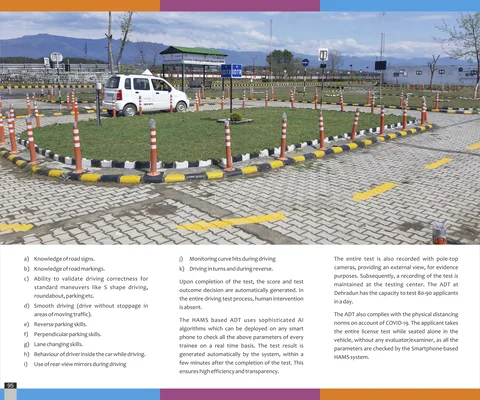 a) Knowledge of road signs.
b) Knowledge of road markings.
c) Ability to validate driving correctness for
standard maneuvers like S shape driving,
roundabout, parking etc.
d) Smooth driving (drive without stoppage in
areas of moving traffic).
e) Reverse parking skills.
f) Perpendicular parking skills.
g) Lane changing skills.
h) Behaviour of driver inside the car while driving.
i) Use of rear-view mirrors during driving
j) Monitoring curve hits during driving
k) Driving in turns and during reverse.
Upon completion of the test, the score and test
outcome decision are automatically generated. In
the entire driving test process, human intervention
is absent.
The HAMS based ADT uses sophisticated AI
algorithms which can be deployed on any smart
phone to check all the above parameters of every
trainee on a real time basis. The test result is
generated automatically by the system, within a
few minutes after the completion of the test. This
ensures high efficiency and transparency.
The entire test is also recorded with pole-top
cameras, providing an external view, for evidence
purposes. Subsequently, a recording of the test is
maintained at the testing center. The ADT at
Dehradun has the capacity to test 80-90 applicants
in a day.
The ADT also complies with the physical distancing
norms on account of COVID-19. The applicant takes
the entire license test while seated alone in the
vehicle, without any evaluator/examiner, as all the
parameters are checked by the Smartphone based
HAMS system.
95